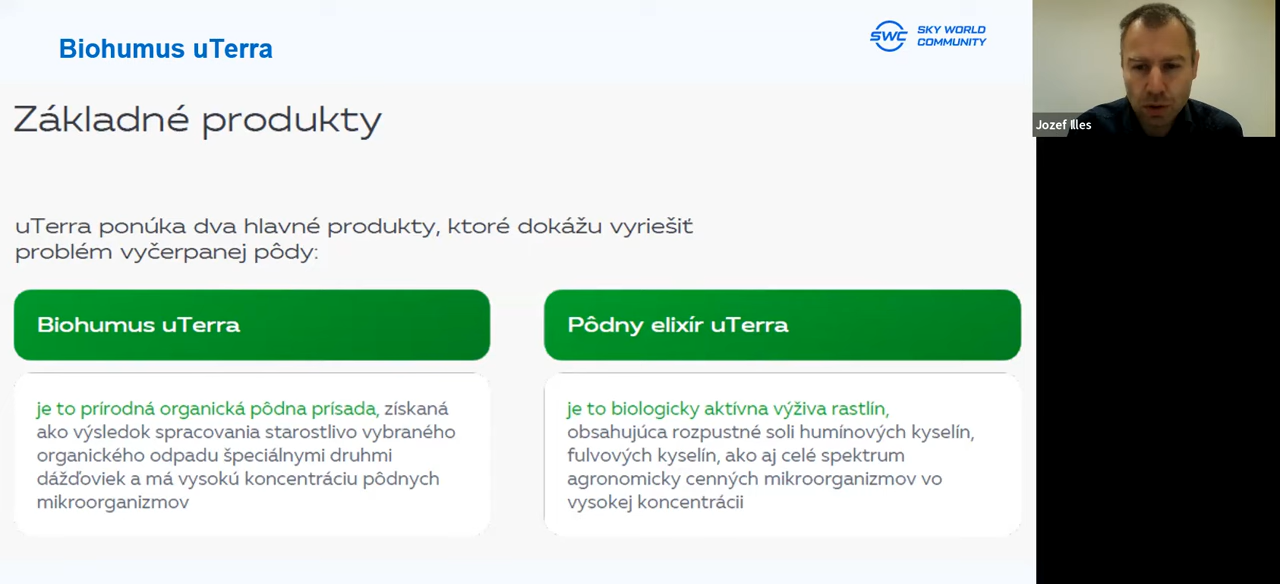 Biohumus uTerra
SWC SKY WORLD
COMMUNITY
Jozef Illes
Základné produkty
uTerra ponúka dva hlavné produkty, ktoré dokážu vyriešiť
problém vyčerpanej pôdy:
Biohumus uTerra
je to prírodná organická pôdna prísada, získaná
ako výsledok spracovania starostlivo vybraného
organického odpadu špeciálnymi druhmi
dážďoviek a má vysokú koncentráciu pôdnych
mikroorganizmov
Pôdny elixír uTerra
je to biologicky aktívna výživa rastlín,
obsahujúca rozpustné soli humínových kyselín,
fulvových kyselín, ako aj celé spektrum
agronomicky cenných mikroorganizmov vo
vysokej koncentrácii